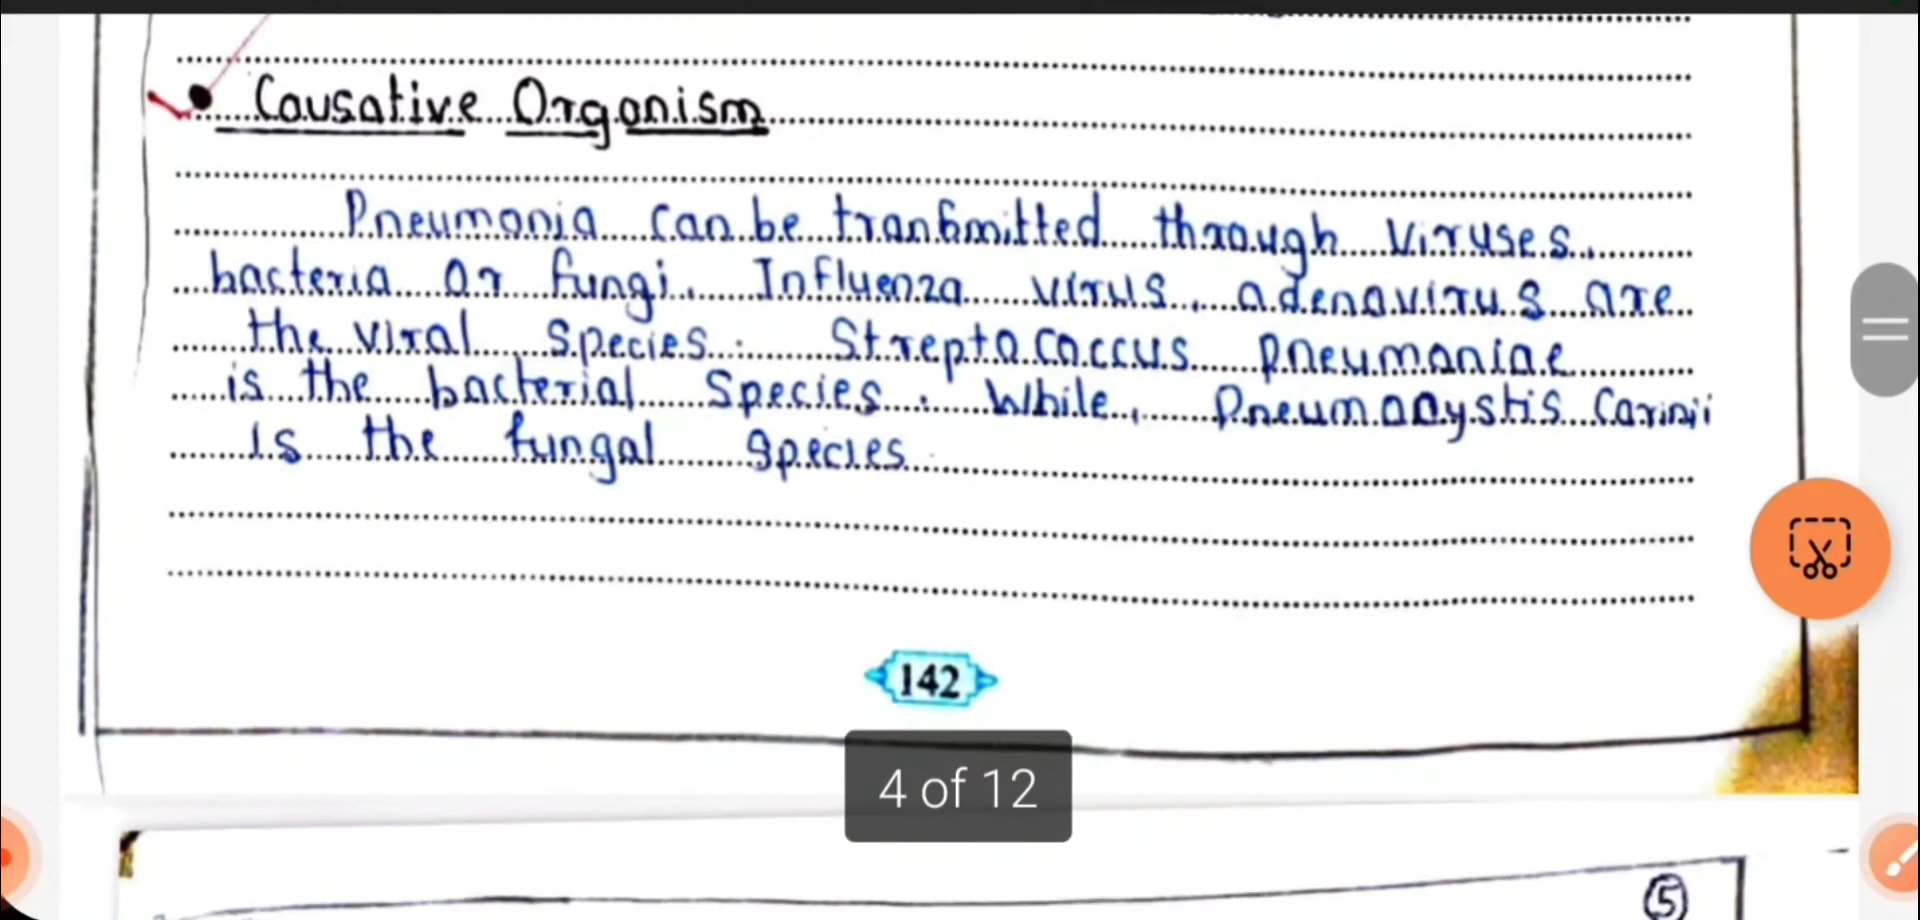 Causative Organism
Pneumonia can be transmitted through viruses,
bacteria or fungi. Influenza virus, adenovirus are
the viral species. Streptococcus pneumoniae
is the bacterial species. While, Pneumocystis Carinii
is the fungal species.
142
4 of 12
5